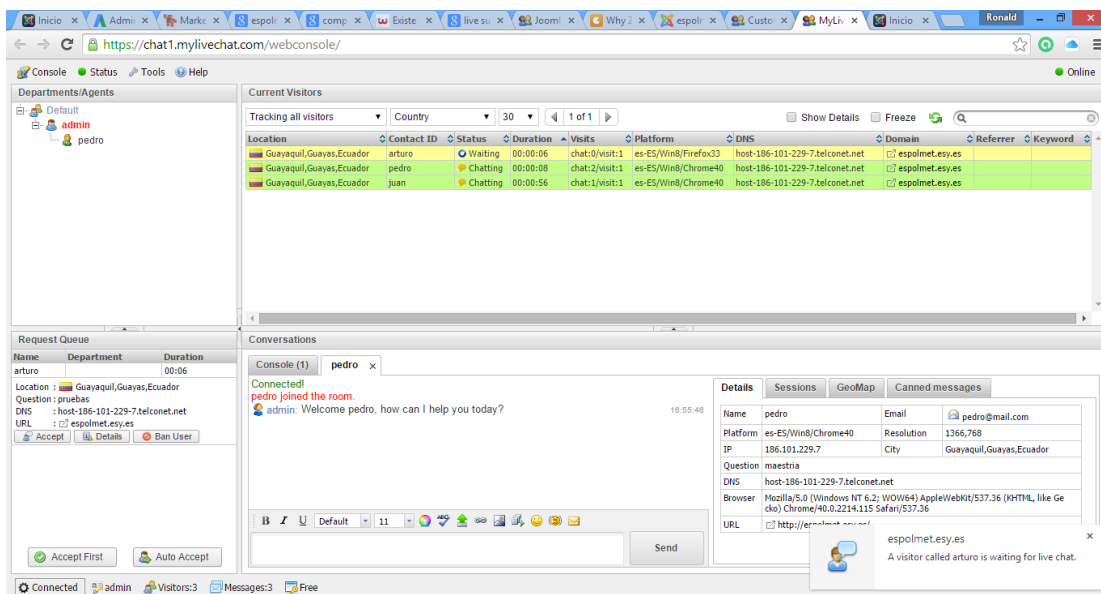 Inicio × Admin × Marke × espolr × comp × Existe × live su × Jooml × Why 2 × espolr × Custo × MyLiv × Inicio × Ronald
https://chat1.mylivechat.com/webconsole/
Console Status Tools Help Online
Departments/Agents
Default
admin
pedro
Current Visitors
Tracking all visitors Country 30 1 of 1 Show Details Freeze
Location Contact ID Status Duration Visits Platform DNS Domain Referrer Keyword
Guayaquil,Guayas,Ecuador arturo Waiting 00:00:06 chat:0/visit:1 es-ES/Win8/Firefox33 host-186-101-229-7.telconet.net espolmet.esy.es
Guayaquil,Guayas,Ecuador pedro Chatting 00:00:08 chat:2/visit:1 es-ES/Win8/Chrome40 host-186-101-229-7.telconet.net espolmet.esy.es
Guayaquil,Guayas,Ecuador juan Chatting 00:00:56 chat:1/visit:1 es-ES/Win8/Chrome40 host-186-101-229-7.telconet.net espolmet.esy.es
Request Queue
Name Department Duration
arturo 00:06
Location : Guayaquil,Guayas,Ecuador
Question : pruebas
DNS : host-186-101-229-7.telconet.net
URL : espolmet.esy.es
Accept Details Ban User
Accept First Auto Accept
Conversations
Console (1) pedro ×
Connected!
pedro joined the room.
admin: Welcome pedro, how can I help you today? 16:55:46
B I U Default 11
Send
Details Sessions GeoMap Canned messages
Name pedro Email pedro@mail.com
Platform es-ES/Win8/Chrome40 Resolution 1366,768
IP 186.101.229.7 City Guayaquil,Guayas,Ecuador
Question maestria
DNS host-186-101-229-7.telconet.net
Browser Mozilla/5.0 (Windows NT 6.2; WOW64) AppleWebKit/537.36 (KHTML, like Ge
cko) Chrome/40.0.2214.115 Safari/537.36
URL http://espolmet.esy.es/
espolmet.esy.es ×
A visitor called arturo is waiting for live chat.
Connected admin Visitors:3 Messages:3 Free